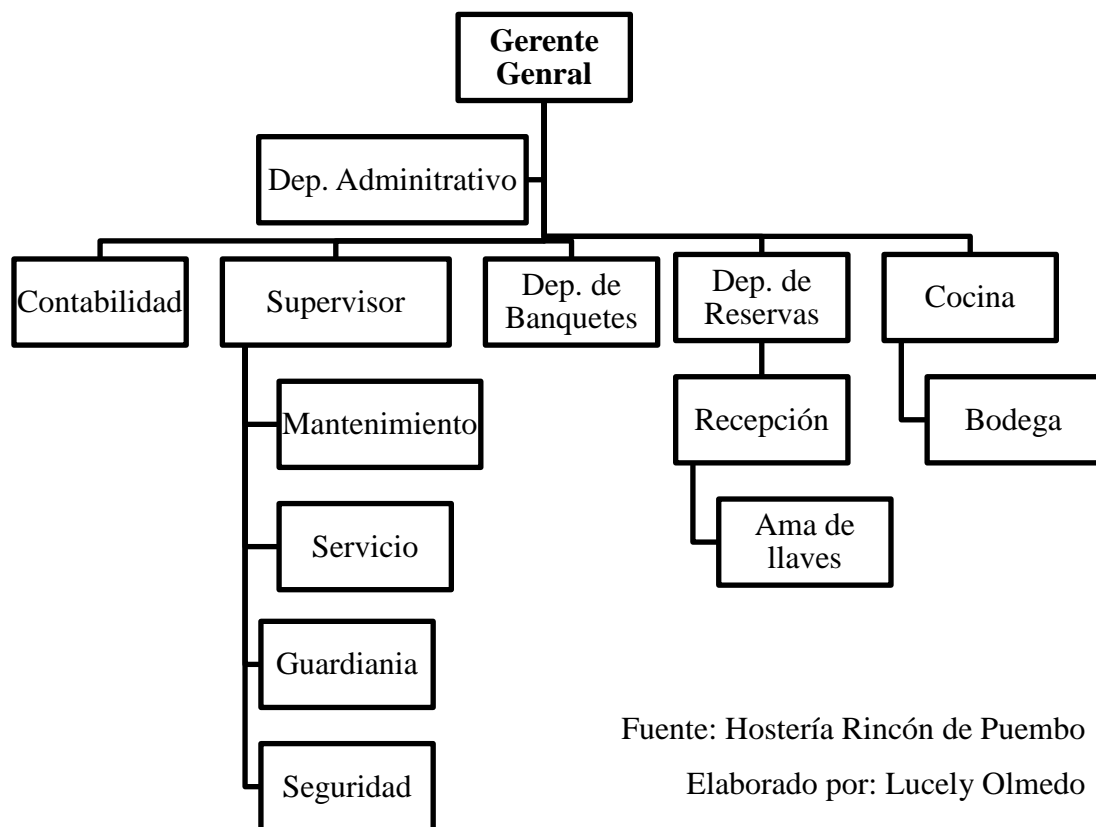 Gerente
Genral
Dep. Adminitrativo
Contabilidad
Supervisor
Dep. de
Banquetes
Dep. de
Reservas
Cocina
Mantenimiento
Recepción
Bodega
Servicio
Ama de
llaves
Guardiania
Seguridad
Fuente: Hostería Rincón de Puembo
Elaborado por: Lucely Olmedo